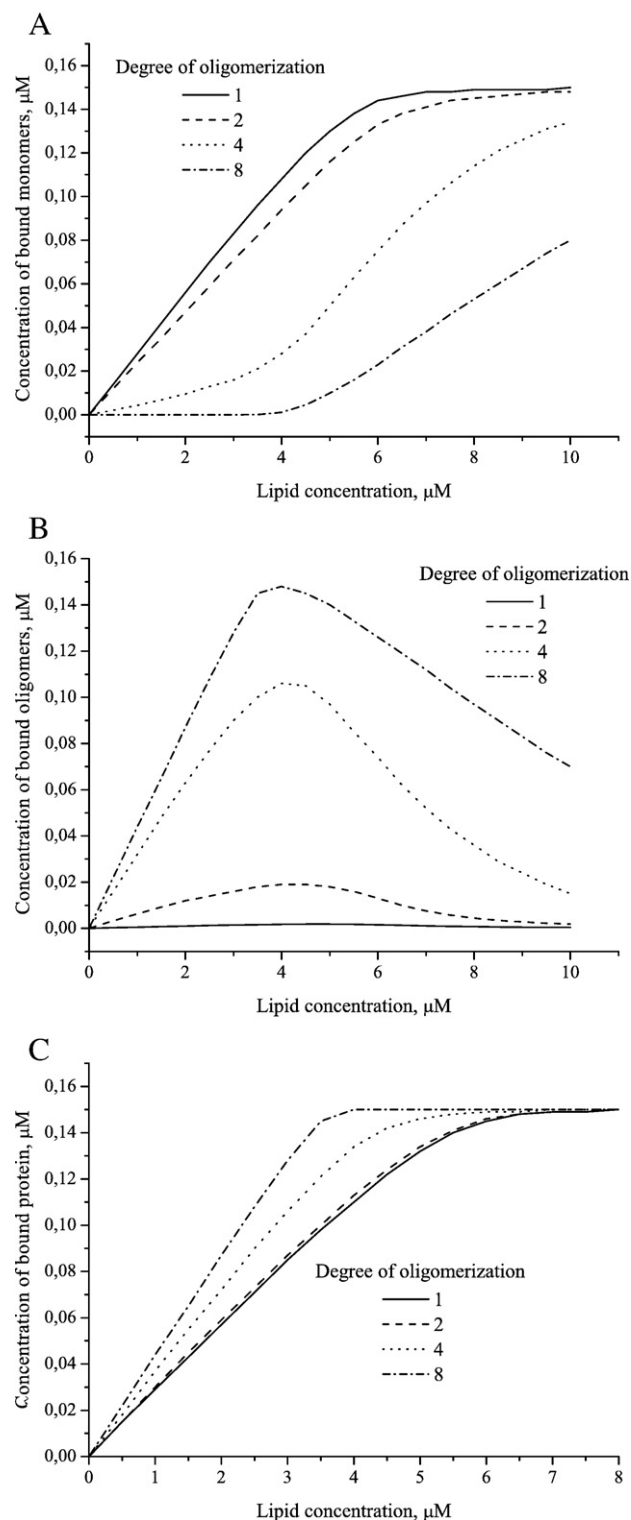 A
0,16
0,14
0,12
0,10
0,08
0,06
0,04
0,02
0,00
Concentration of bound monomers, μM
Degree of oligomerization
1
2
4
8
0 2 4 6 8 10
Lipid concentration, μM
B
0,16
0,14
0,12
0,10
0,08
0,06
0,04
0,02
0,00
Concentration of bound oligomers, μM
Degree of oligomerization
1
2
4
8
0 2 4 6 8 10
Lipid concentration, μM
C
0,16
0,14
0,12
0,10
0,08
0,06
0,04
0,02
0,00
Concentration of bound protein, μM
Degree of oligomerization
1
2
4
8
0 1 2 3 4 5 6 7 8
Lipid concentration, μM